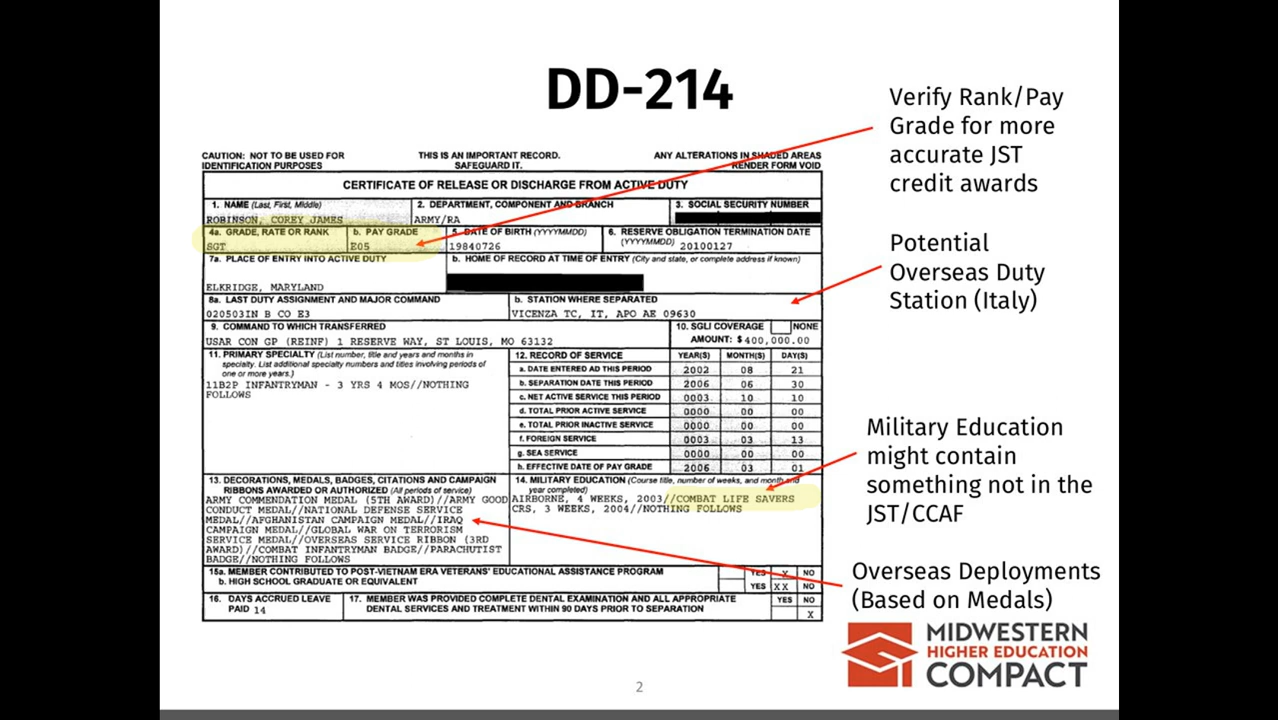 DD-214
Verify Rank/Pay
Grade for more
accurate JST
credit awards
Potential
Overseas Duty
Station (Italy)
Military Education
might contain
something not in the
JST/CCAF
Overseas Deployments
(Based on Medals)
CAUTION: NOT TO BE USED FOR
IDENTIFICATION PURPOSES
THIS IS AN IMPORTANT RECORD.
SAFEGUARD IT.
ANY ALTERATIONS IN SHADED AREAS
RENDER FORM VOID
CERTIFICATE OF RELEASE OR DISCHARGE FROM ACTIVE DUTY
1. NAME (Last, First, Middle)
ROBINSON, COREY JAMES
2. DEPARTMENT, COMPONENT AND BRANCH
ARMY/RA
3. SOCIAL SECURITY NUMBER
4a. GRADE, RATE OR RANK
SGT
b. PAY GRADE
E05
5. DATE OF BIRTH (YYYYMMDD)
19840726
6. RESERVE OBLIGATION TERMINATION DATE
(YYYYMMDD) 20100127
7a. PLACE OF ENTRY INTO ACTIVE DUTY
ELKRIDGE, MARYLAND
b. HOME OF RECORD AT TIME OF ENTRY (City and state, or complete address if known)
8a. LAST DUTY ASSIGNMENT AND MAJOR COMMAND
020503IN B CO E3
b. STATION WHERE SEPARATED
VICENZA TC, IT, APO AE 09630
9. COMMAND TO WHICH TRANSFERRED
USAR CON GP (REINF) 1 RESERVE WAY, ST LOUIS, MO 63132
10. SGLI COVERAGE NONE
AMOUNT: $400,000.00
11. PRIMARY SPECIALTY (List number, title and years and months in
specialty. List additional specialty numbers and titles involving periods of
one or more years.)
11B2P INFANTRYMAN - 3 YRS 4 MOS//NOTHING
FOLLOWS
12. RECORD OF SERVICE YEAR(S) MONTH(S) DAY(S)
a. DATE ENTERED AD THIS PERIOD 2002 08 21
b. SEPARATION DATE THIS PERIOD 2006 06 30
c. NET ACTIVE SERVICE THIS PERIOD 0003 10 10
d. TOTAL PRIOR ACTIVE SERVICE 0000 00 00
e. TOTAL PRIOR INACTIVE SERVICE 0000 00 00
f. FOREIGN SERVICE 0003 03 13
g. SEA SERVICE 0000 00 00
h. EFFECTIVE DATE OF PAY GRADE 2006 03 01
13. DECORATIONS, MEDALS, BADGES, CITATIONS AND CAMPAIGN
RIBBONS AWARDED OR AUTHORIZED (All periods of service)
ARMY COMMENDATION MEDAL (5TH AWARD)//ARMY GOOD
CONDUCT MEDAL//NATIONAL DEFENSE SERVICE
MEDAL//AFGHANISTAN CAMPAIGN MEDAL//IRAQ
CAMPAIGN MEDAL//GLOBAL WAR ON TERRORISM
SERVICE MEDAL//OVERSEAS SERVICE RIBBON (3RD
AWARD)//COMBAT INFANTRYMAN BADGE//PARACHUTIST
BADGE//NOTHING FOLLOWS
14. MILITARY EDUCATION (Course title, number of weeks, and month and
year completed)
AIRBORNE, 4 WEEKS, 2003//COMBAT LIFE SAVERS
CRS, 3 WEEKS, 2004//NOTHING FOLLOWS
15a. MEMBER CONTRIBUTED TO POST-VIETNAM ERA VETERANS' EDUCATIONAL ASSISTANCE PROGRAM YES X NO
b. HIGH SCHOOL GRADUATE OR EQUIVALENT YES XX NO
16. DAYS ACCRUED LEAVE
PAID 14
17. MEMBER WAS PROVIDED COMPLETE DENTAL EXAMINATION AND ALL APPROPRIATE
DENTAL SERVICES AND TREATMENT WITHIN 90 DAYS PRIOR TO SEPARATION
YES NO
X
MIDWESTERN
HIGHER EDUCATION
COMPACT
2